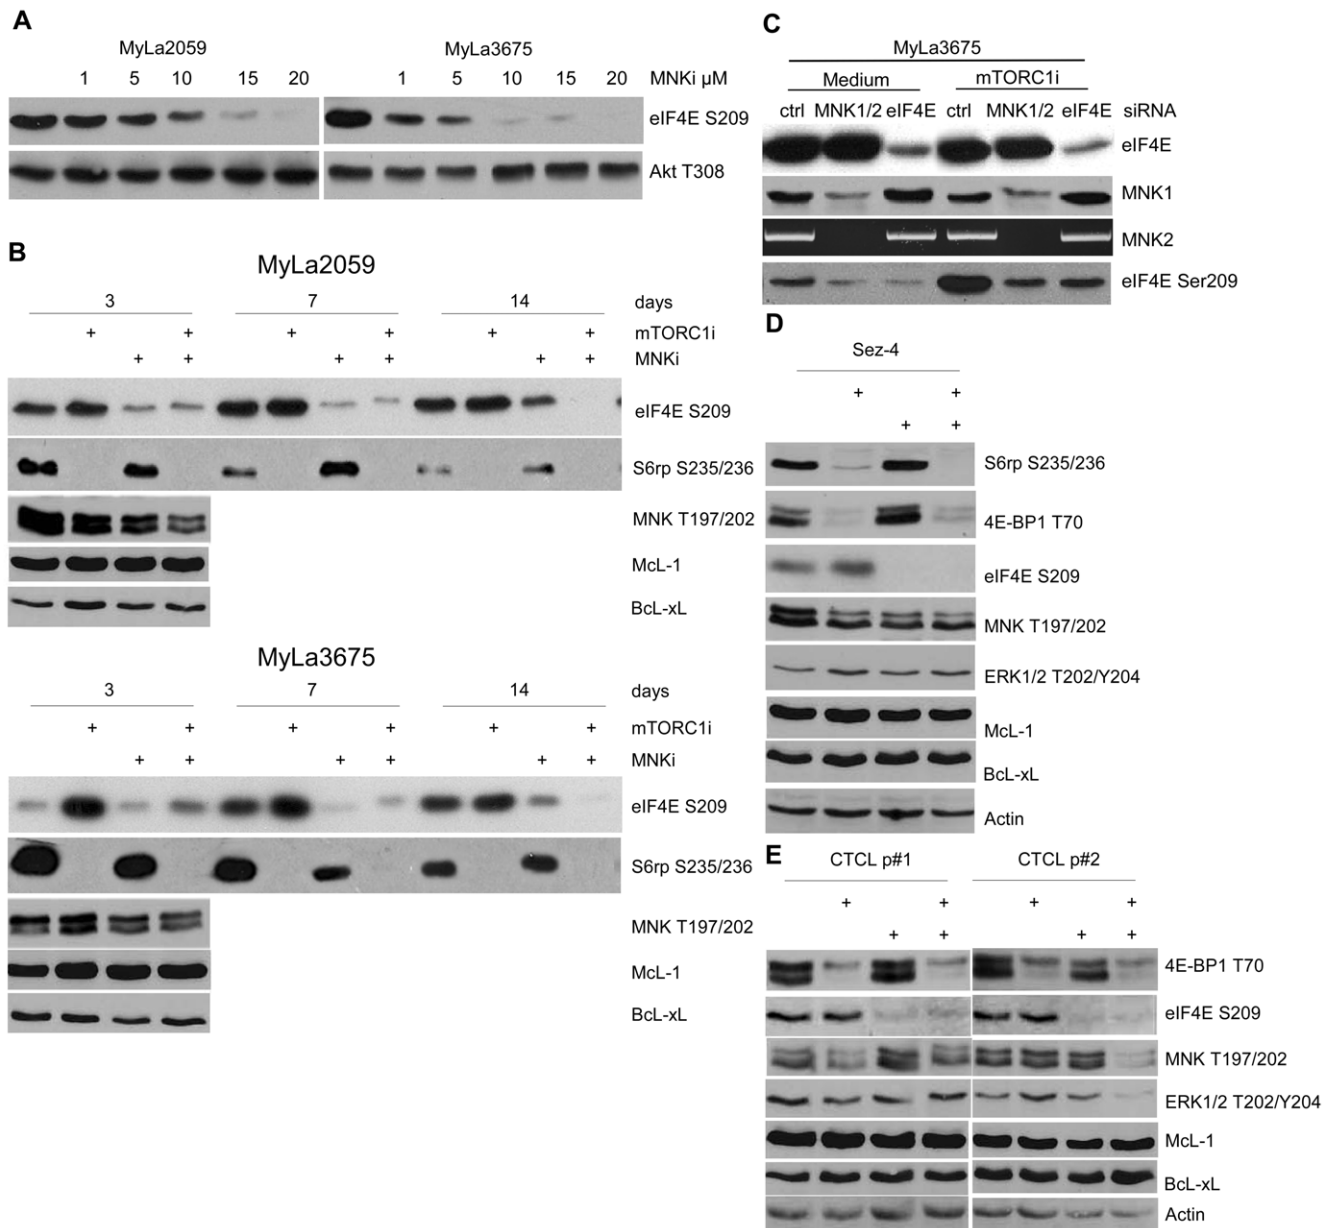 A
MyLa2059 MyLa3675
1 5 10 15 20 1 5 10 15 20 MNKi µM
eIF4E S209
Akt T308
B
MyLa2059
3 7 14 days
+ + + + + + mTORC1i
+ + + + + + MNKi
eIF4E S209
S6rp S235/236
MNK T197/202
McL-1
BcL-xL
MyLa3675
3 7 14 days
+ + + + + + mTORC1i
+ + + + + + MNKi
eIF4E S209
S6rp S235/236
MNK T197/202
McL-1
BcL-xL
C
MyLa3675
Medium mTORC1i
ctrl MNK1/2 eIF4E ctrl MNK1/2 eIF4E siRNA
eIF4E
MNK1
MNK2
eIF4E Ser209
D
Sez-4
+ +
+ +
S6rp S235/236
4E-BP1 T70
eIF4E S209
MNK T197/202
ERK1/2 T202/Y204
McL-1
BcL-xL
Actin
E
CTCL p#1 CTCL p#2
+ + + +
+ + + +
4E-BP1 T70
eIF4E S209
MNK T197/202
ERK1/2 T202/Y204
McL-1
BcL-xL
Actin